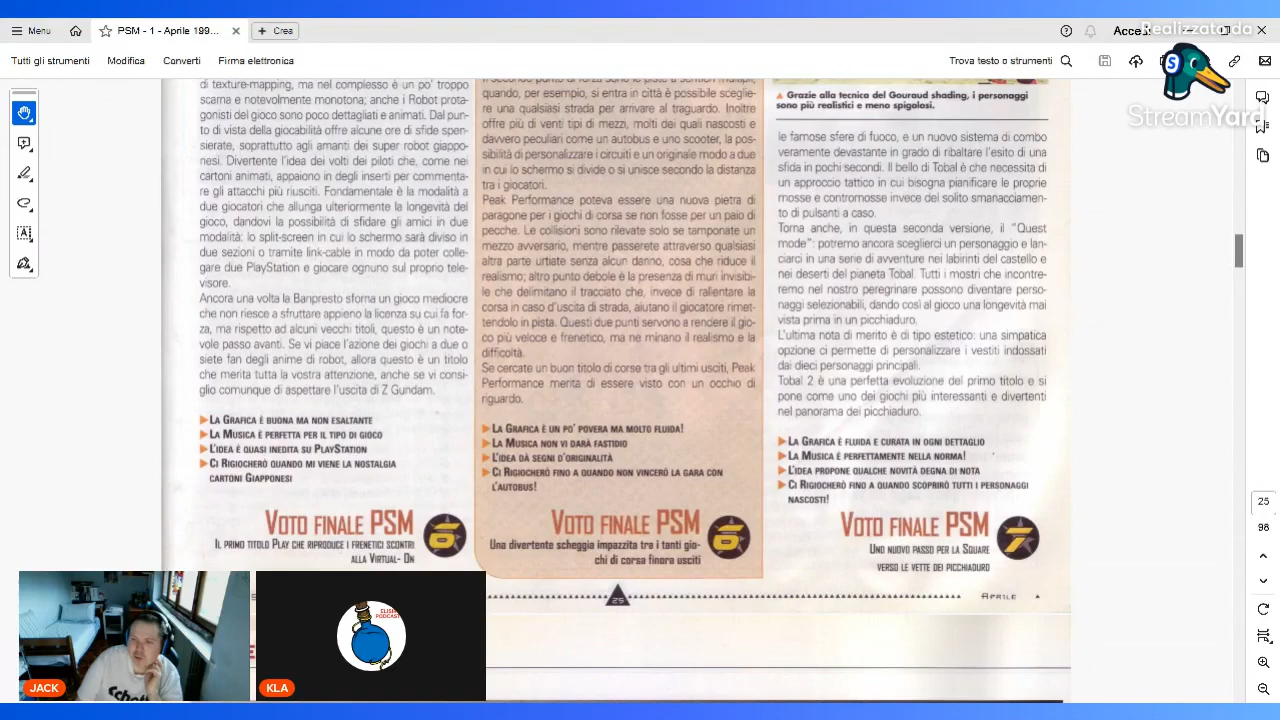 Menu
PSM - 1 - Aprile 199...
Crea
Realizzato da
StreamYard
Tutti gli strumenti
Modifica
Converti
Firma elettronica
Trova testo o strumenti
di texture-mapping, ma nel complesso è un po' troppo
scarna e notevolmente monotona; anche i Robot prota-
gonisti del gioco sono poco dettagliati e animati. Dal pun-
to di vista della giocabilità offre alcune ore di sfide spen-
sierate, soprattutto agli amanti dei super robot giappo-
nesi. Divertente l'idea dei volti dei piloti che, come nei
cartoni animati, appaiono in degli inserti per commenta-
re gli attacchi più riusciti. Fondamentale è la modalità a
due giocatori che allunga ulteriormente la longevità del
gioco, dandovi la possibilità di sfidare gli amici in due
modalità: lo split-screen in cui lo schermo sarà diviso in
due sezioni o tramite link-cable in modo da poter colle-
gare due PlayStation e giocare ognuno sul proprio tele-
visore.
Ancora una volta la Banpresto sforna un gioco mediocre
che non riesce a sfruttare appieno la licenza su cui fa for-
za, ma rispetto ad alcuni vecchi titoli, questo è un note-
vole passo avanti. Se vi piace l'azione dei giochi a due o
siete fan degli anime di robot, allora questo è un titolo
che merita tutta la vostra attenzione, anche se vi consi-
glio comunque di aspettare l'uscita di Z Gundam.
La Grafica è buona ma non esaltante
La Musica è perfetta per il tipo di gioco
L'idea è quasi inedita su PlayStation
Ci Rigiocherò quando mi viene la nostalgia
cartoni Giapponesi
Voto finale PSM
6
Il primo titolo Play che riproduce i frenetici scontri
alla Virtual- On
Il secondo punto di forza sono le piste a sentieri multipli,
quando, per esempio, si entra in città è possibile sceglie-
re una qualsiasi strada per arrivare al traguardo. Inoltre
offre più di venti tipi di mezzi, molti dei quali nascosti e
davvero peculiari come un autobus e uno scooter, la pos-
sibilità di personalizzare i circuiti e un originale modo a due
in cui lo schermo si divide o si unisce secondo la distanza
tra i giocatori.
Peak Performance poteva essere una nuova pietra di
paragone per i giochi di corsa se non fosse per un paio di
pecche. Le collisioni sono rilevate solo se tamponate un
mezzo avversario, mentre passerete attraverso qualsiasi
altra parte urtiate senza alcun danno, cosa che riduce il
realismo; altro punto debole è la presenza di muri invisibi-
le che delimitano il tracciato che, invece di rallentare la
corsa in caso d'uscita di strada, aiutano il giocatore rimet-
tendolo in pista. Questi due punti servono a rendere il gio-
co più veloce e frenetico, ma ne minano il realismo e la
difficoltà.
Se cercate un buon titolo di corse tra gli ultimi usciti, Peak
Performance merita di essere visto con un occhio di
riguardo.
La Grafica è un po' povera ma molto fluida!
La Musica non vi darà fastidio
L'idea dà segni d'originalità
Ci Rigiocherò fino a quando non vincerò la gara con
l'autobus!
Voto finale PSM
6
Una divertente scheggia impazzita tra i tanti gio-
chi di corsa finora usciti
Grazie alla tecnica del Gouraud shading, i personaggi
sono più realistici e meno spigolosi.
le famose sfere di fuoco, e un nuovo sistema di combo
veramente devastante in grado di ribaltare l'esito di una
sfida in pochi secondi. Il bello di Tobal è che necessita di
un approccio tattico in cui bisogna pianificare le proprie
mosse e contromosse invece del solito smanacciamen-
to di pulsanti a caso.
Torna anche, in questa seconda versione, il "Quest
mode": potremo ancora sceglierci un personaggio e lan-
ciarci in una serie di avventure nei labirinti del castello e
nei deserti del pianeta Tobal. Tutti i mostri che incontre-
remo nel nostro peregrinare possono diventare perso-
naggi selezionabili, dando così al gioco una longevità mai
vista prima in un picchiaduro.
L'ultima nota di merito è di tipo estetico: una simpatica
opzione ci permette di personalizzare i vestiti indossati
dai dieci personaggi principali.
Tobal 2 è una perfetta evoluzione del primo titolo e si
pone come uno dei giochi più interessanti e divertenti
nel panorama dei picchiaduro.
La Grafica è fluida e curata in ogni dettaglio
La Musica è perfettamente nella norma!
L'idea propone qualche novità degna di nota
Ci Rigiocherò fino a quando scoprirò tutti i personaggi
nascosti!
Voto finale PSM
7
Uno nuovo passo per la Square
verso le vette dei picchiaduro
25
Aprile
25
98
JACK
ELISIR
PODCAST
KLA